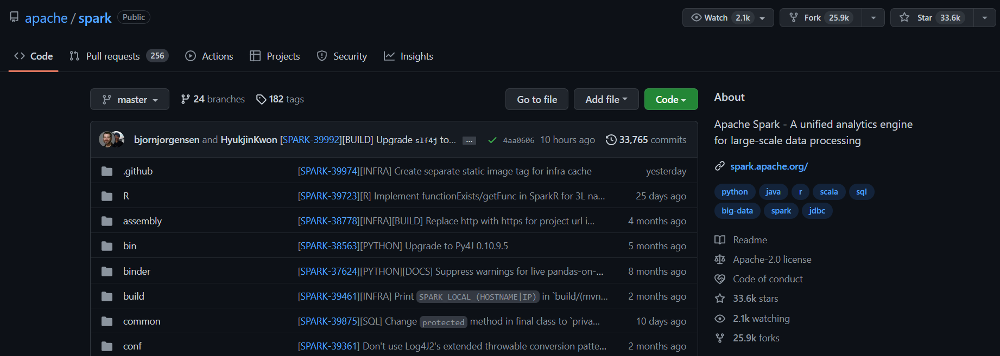 apache / spark Public Watch 2.1k Fork 25.9k Star 33.6k
Code Pull requests 256 Actions Projects Security Insights
master 24 branches 182 tags Go to file Add file Code
bjornjorgensen and HyukjinKwon [SPARK-39992][BUILD] Upgrade slf4j to... ... 4aa0606 10 hours ago 33,765 commits
.github [SPARK-39974][INFRA] Create separate static image tag for infra cache yesterday
R [SPARK-39723][R] Implement functionExists/getFunc in SparkR for 3L na... 25 days ago
assembly [SPARK-38778][INFRA][BUILD] Replace http with https for project url i... 4 months ago
bin [SPARK-38563][PYTHON] Upgrade to Py4J 0.10.9.5 5 months ago
binder [SPARK-37624][PYTHON][DOCS] Suppress warnings for live pandas-on-... 8 months ago
build [SPARK-39461][INFRA] Print SPARK_LOCAL_(HOSTNAME|IP) in `build/(mvn... 2 months ago
common [SPARK-39875][SQL] Change protected method in final class to `priva... 10 days ago
conf [SPARK-39361] Don't use Log4J2's extended throwable conversion patte... 2 months ago
About
Apache Spark - A unified analytics engine
for large-scale data processing
spark.apache.org/
python java r scala sql
big-data spark jdbc
Readme
Apache-2.0 license
Code of conduct
33.6k stars
2.1k watching
25.9k forks